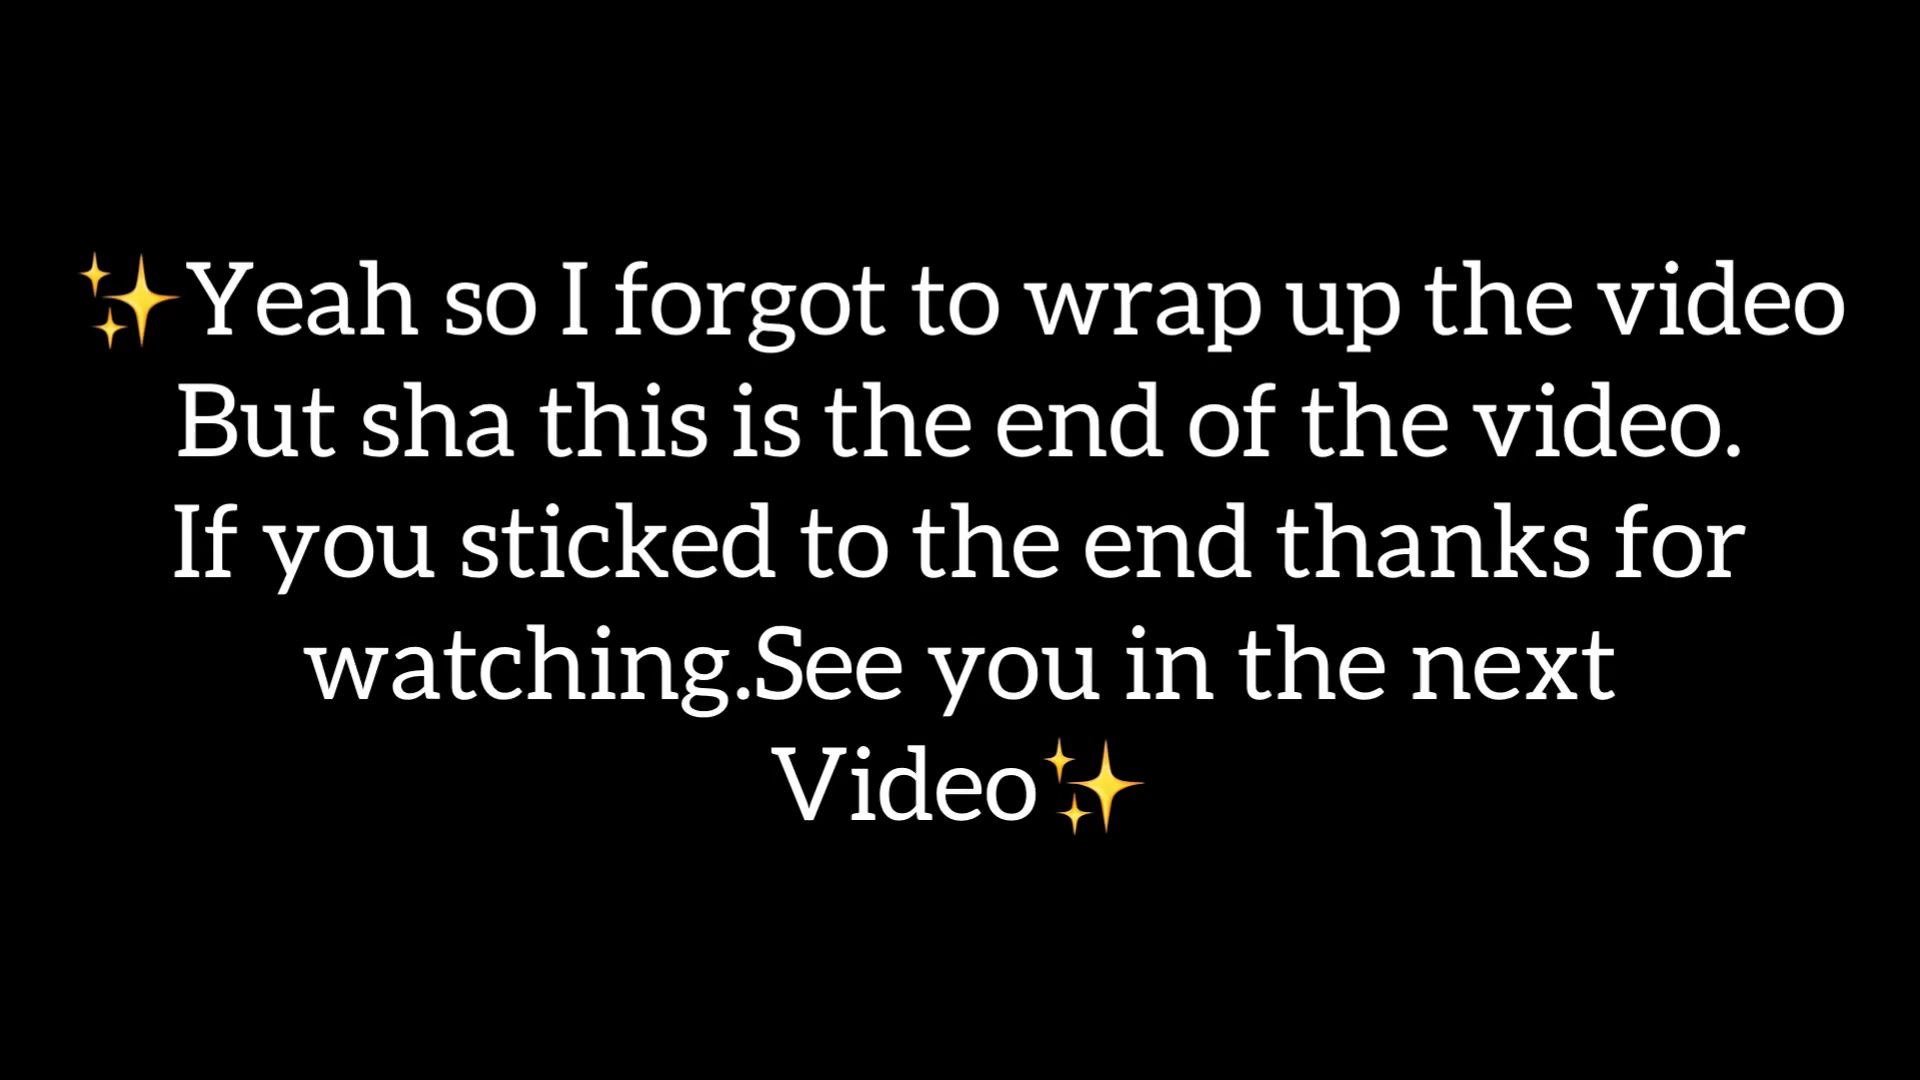 ✨Yeah so I forgot to wrap up the video
But sha this is the end of the video.
If you sticked to the end thanks for
watching.See you in the next
Video✨